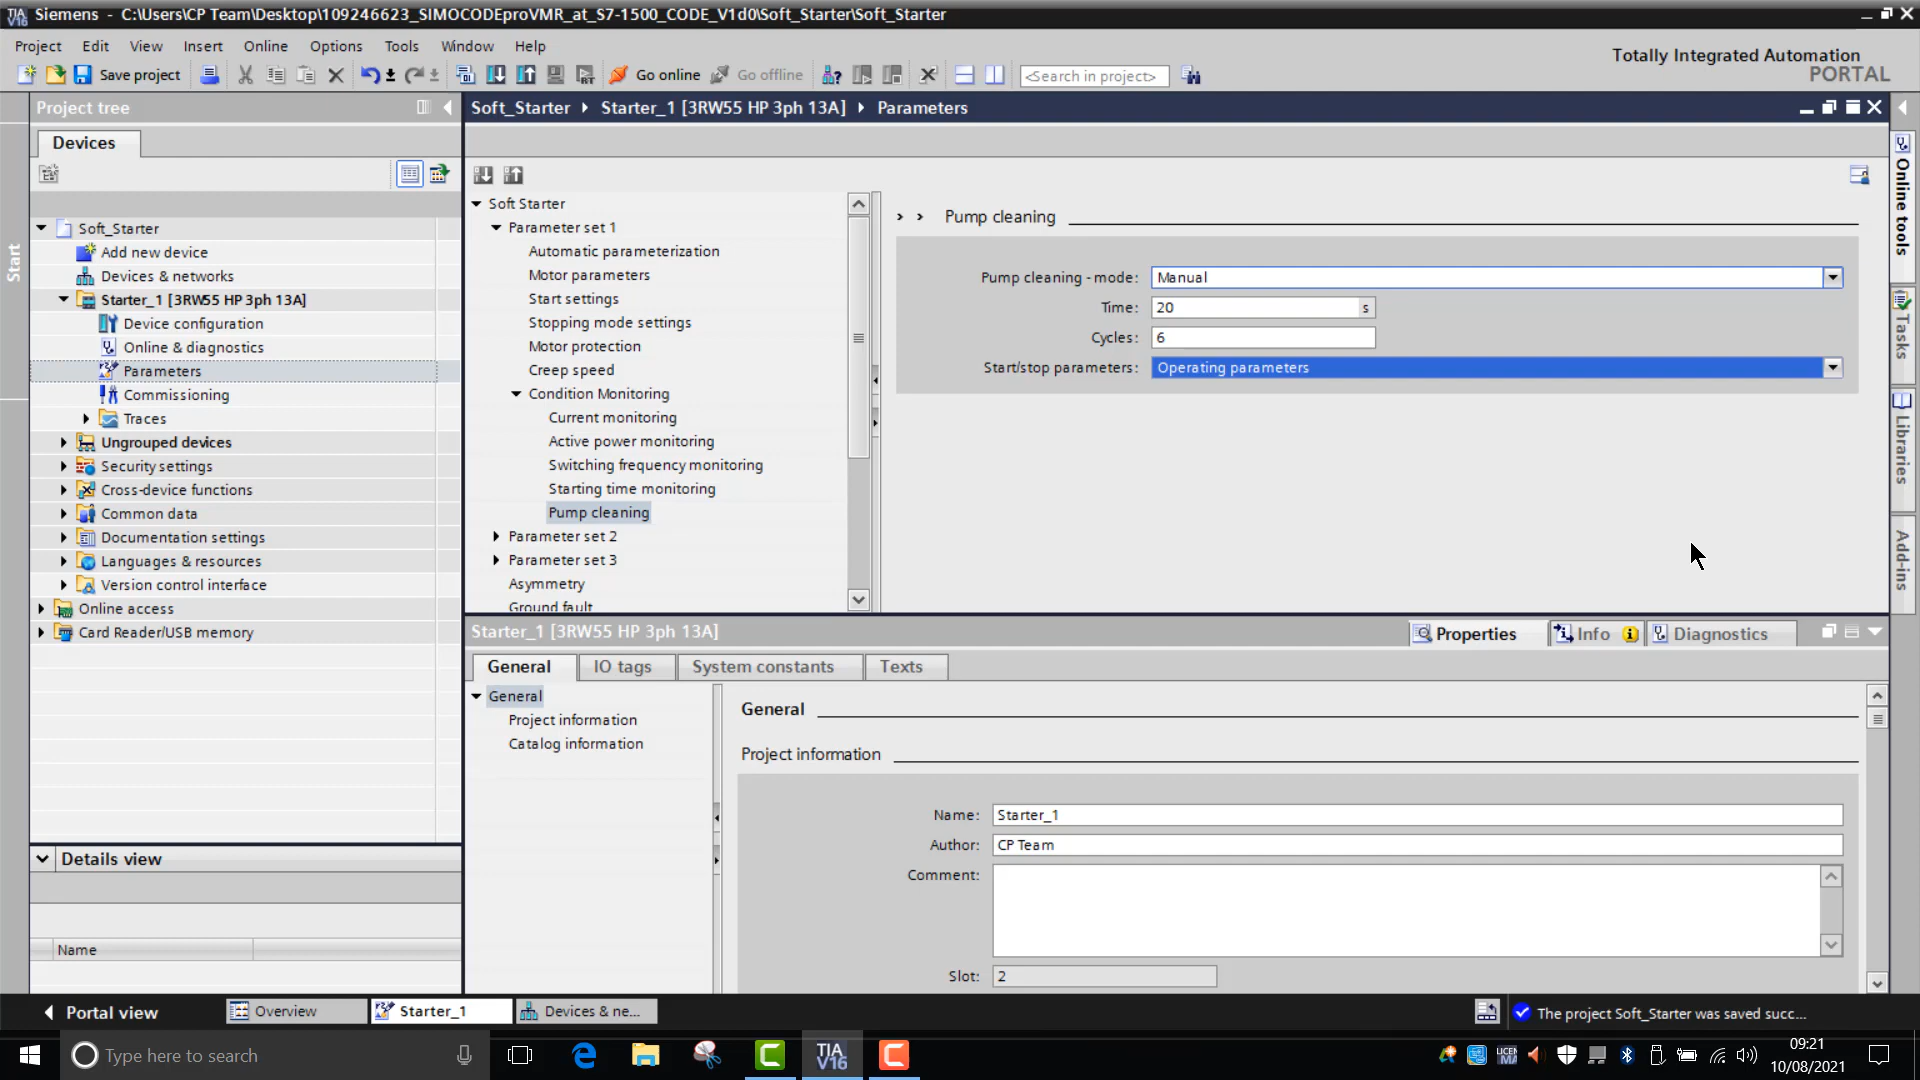 Siemens - C:\Users\CP Team\Desktop\109246623_SIMOCODEproVMR_at_S7-1500_CODE_V1d0\Soft_Starter\Soft_Starter
Project Edit View Insert Online Options Tools Window Help
Totally Integrated Automation
PORTAL
Save project
Go online
Go offline
<Search in project>
Project tree
Soft_Starter
Starter_1 [3RW55 HP 3ph 13A]
Parameters
Devices
Start
Soft_Starter
Add new device
Devices & networks
Starter_1 [3RW55 HP 3ph 13A]
Device configuration
Online & diagnostics
Parameters
Commissioning
Traces
Ungrouped devices
Security settings
Cross-device functions
Common data
Documentation settings
Languages & resources
Version control interface
Online access
Card Reader/USB memory
Details view
Name
Soft Starter
Parameter set 1
Automatic parameterization
Motor parameters
Start settings
Stopping mode settings
Motor protection
Creep speed
Condition Monitoring
Current monitoring
Active power monitoring
Switching frequency monitoring
Starting time monitoring
Pump cleaning
Parameter set 2
Parameter set 3
Asymmetry
Ground fault
Pump cleaning
Pump cleaning - mode: Manual
Time: 20 s
Cycles: 6
Start/stop parameters: Operating parameters
Online tools
Tasks
Libraries
Add-ins
Starter_1 [3RW55 HP 3ph 13A]
Properties
Info
Diagnostics
General
IO tags
System constants
Texts
General
Project information
Catalog information
General
Project information
Name: Starter_1
Author: CP Team
Comment:
Slot: 2
Portal view
Overview
Starter_1
Devices & ne...
The project Soft_Starter was saved succ...
Type here to search
TIA
V16
09:21
10/08/2021